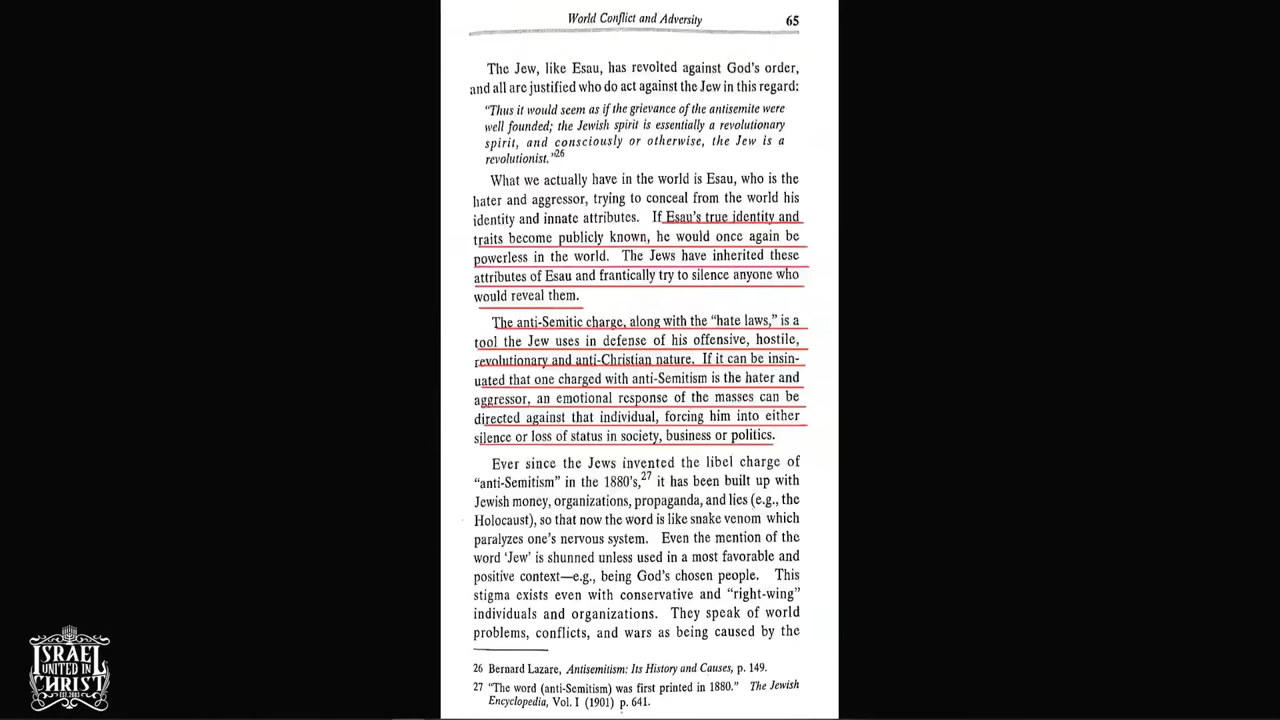 World Conflict and Adversity 65
The Jew, like Esau, has revolted against God's order,
and all are justified who do act against the Jew in this regard:
"Thus it would seem as if the grievance of the antisemite were
well founded; the Jewish spirit is essentially a revolutionary
spirit, and consciously or otherwise, the Jew is a
revolutionist."26
What we actually have in the world is Esau, who is the
hater and aggressor, trying to conceal from the world his
identity and innate attributes. If Esau's true identity and
traits become publicly known, he would once again be
powerless in the world. The Jews have inherited these
attributes of Esau and frantically try to silence anyone who
would reveal them.
The anti-Semitic charge, along with the "hate laws," is a
tool the Jew uses in defense of his offensive, hostile,
revolutionary and anti-Christian nature. If it can be insin-
uated that one charged with anti-Semitism is the hater and
aggressor, an emotional response of the masses can be
directed against that individual, forcing him into either
silence or loss of status in society, business or politics.
Ever since the Jews invented the libel charge of
"anti-Semitism" in the 1880's,27 it has been built up with
Jewish money, organizations, propaganda, and lies (e.g., the
Holocaust), so that now the word is like snake venom which
paralyzes one's nervous system. Even the mention of the
word 'Jew' is shunned unless used in a most favorable and
positive context—e.g., being God's chosen people. This
stigma exists even with conservative and "right-wing"
individuals and organizations. They speak of world
problems, conflicts, and wars as being caused by the
26 Bernard Lazare, Antisemitism: Its History and Causes, p. 149.
27 "The word (anti-Semitism) was first printed in 1880." The Jewish
Encyclopedia, Vol. I (1901) p. 641.
ISRAEL
UNITED IN
CHRIST
EST. 2003